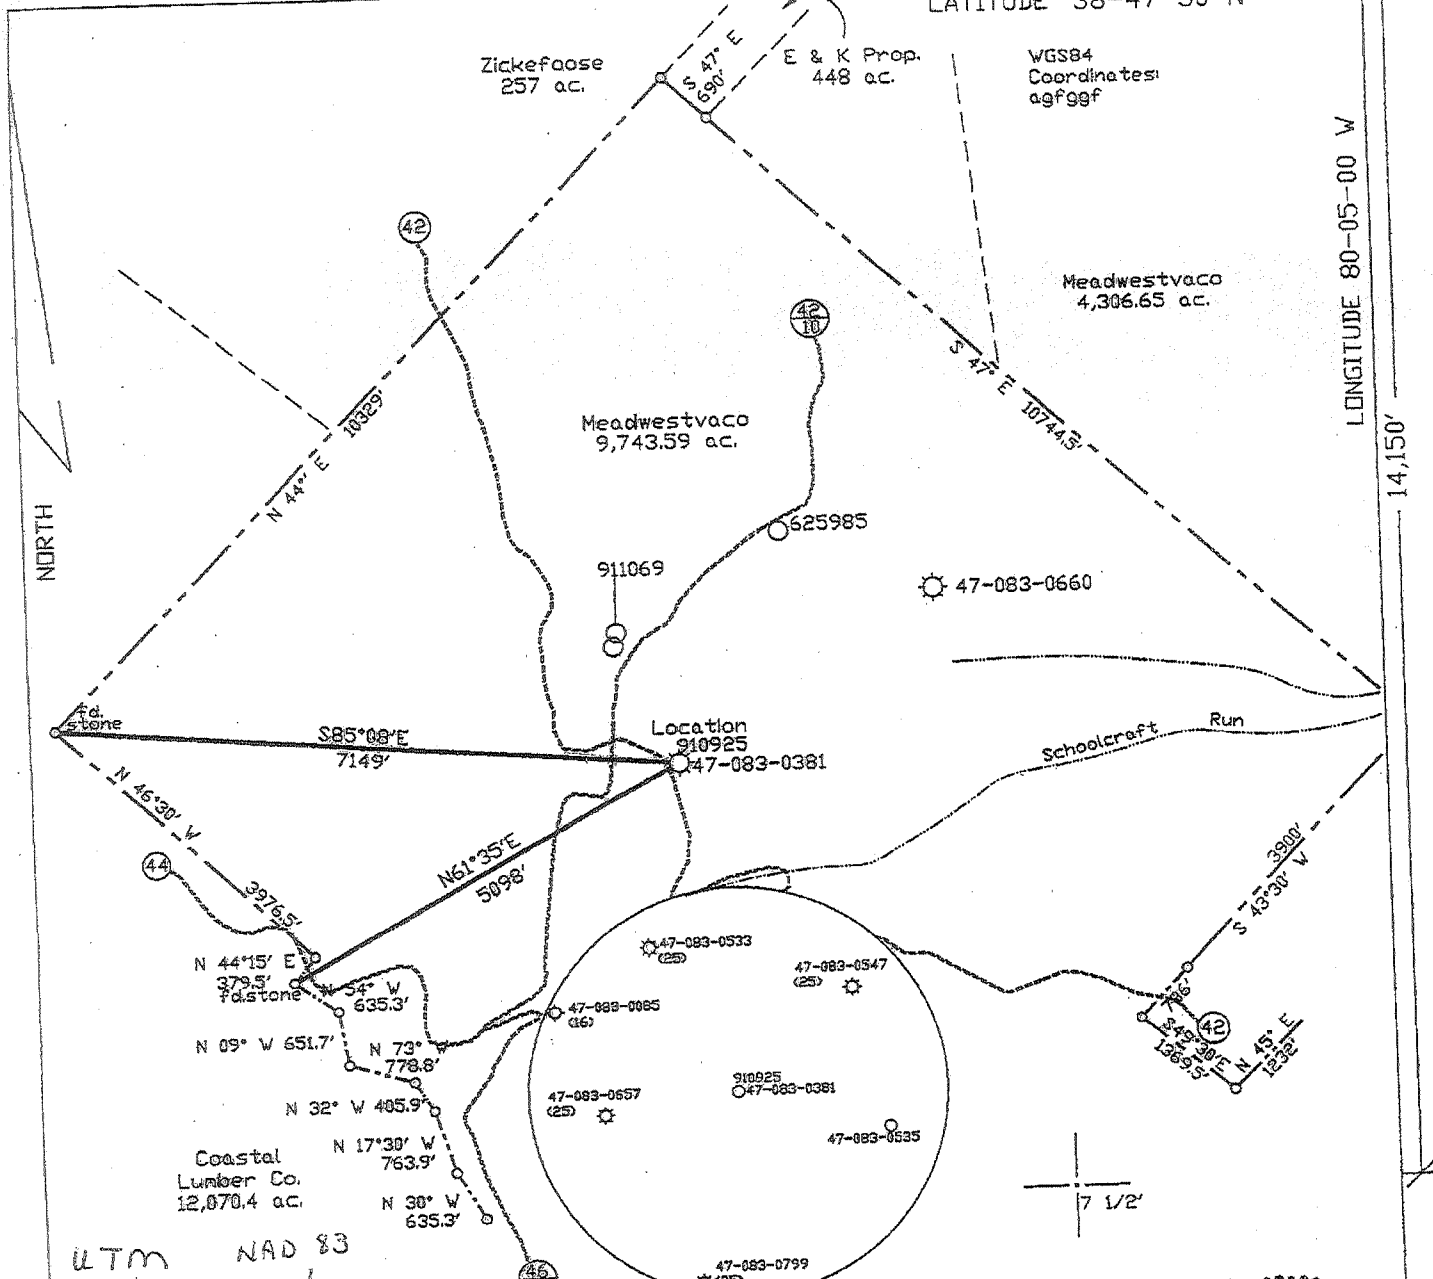 LATITUDE 38-47-30 N
Zickefoose
257 ac.
S 47° E
690'
E & K Prop.
448 ac.
WGS84
Coordinates:
agfggf
LONGITUDE 80-05-00 W
42
42
10
Meadwestvaco
4,306.65 ac.
S 47° E
10744.5'
10329'
N 44°' E
Meadwestvaco
9,743.59 ac.
14,150'
NORTH
625985
911069
47-083-0660
fd.
stone
S85°08'E
7149'
Location
910925
47-083-0381
Schoolcraft Run
N 46°30' W
3976.5'
44
N61°35'E
5098'
3900'
S 43°30' W
N 44°15' E
379.5'
fd.stone
N 54° W
635.3'
47-083-0533
(25)
47-083-0547
(25)
47-083-0085
(16)
N 09° W 651.7'
N 73° W
778.8'
786'
42
S49°30'E
1369.5'
N 45° E
1232'
910925
47-083-0381
47-083-0657
(25)
N 32° W 405.9'
47-083-0535
N 17°30' W
763.9'
Coastal
Lumber Co.
12,070.4 ac.
N 30° W
635.3'
7 1/2'
UTM NAD 83
46
47-083-0799